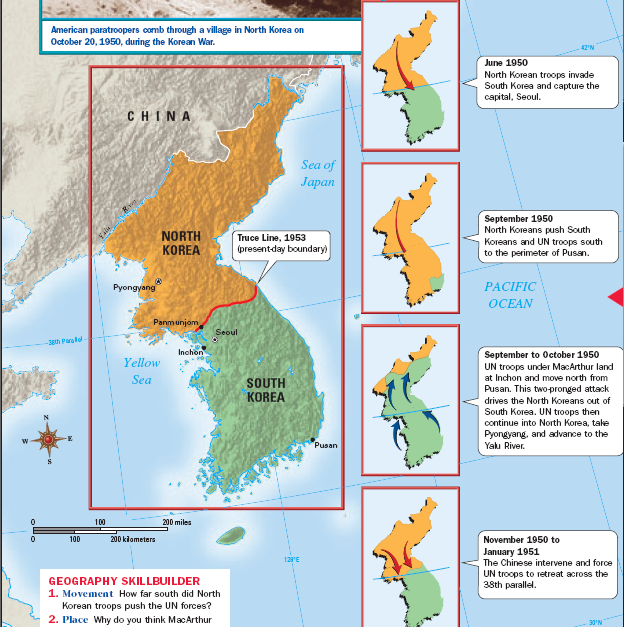 American paratroopers comb through a village in North Korea on
October 20, 1950, during the Korean War.
42°N
June 1950
North Korean troops invade
South Korea and capture the
capital, Seoul.
CHINA
Sea of
Japan
Yalu River
NORTH
KOREA
Truce Line, 1953
(present-day boundary)
September 1950
North Koreans push South
Koreans and UN troops south
to the perimeter of Pusan.
Pyongyang
PACIFIC
OCEAN
Panmunjom
Seoul
38th Parallel
Inchon
Yellow
Sea
SOUTH
KOREA
Pusan
September to October 1950
UN troops under MacArthur land
at Inchon and move north from
Pusan. This two-pronged attack
drives the North Koreans out of
South Korea. UN troops then
continue into North Korea, take
Pyongyang, and advance to the
Yalu River.
N
W E
S
0 100 200 miles
0 100 200 kilometers
126°E
November 1950 to
January 1951
The Chinese intervene and force
UN troops to retreat across the
38th parallel.
GEOGRAPHY SKILLBUILDER
1. Movement How far south did North
Korean troops push the UN forces?
2. Place Why do you think MacArthur
30°N